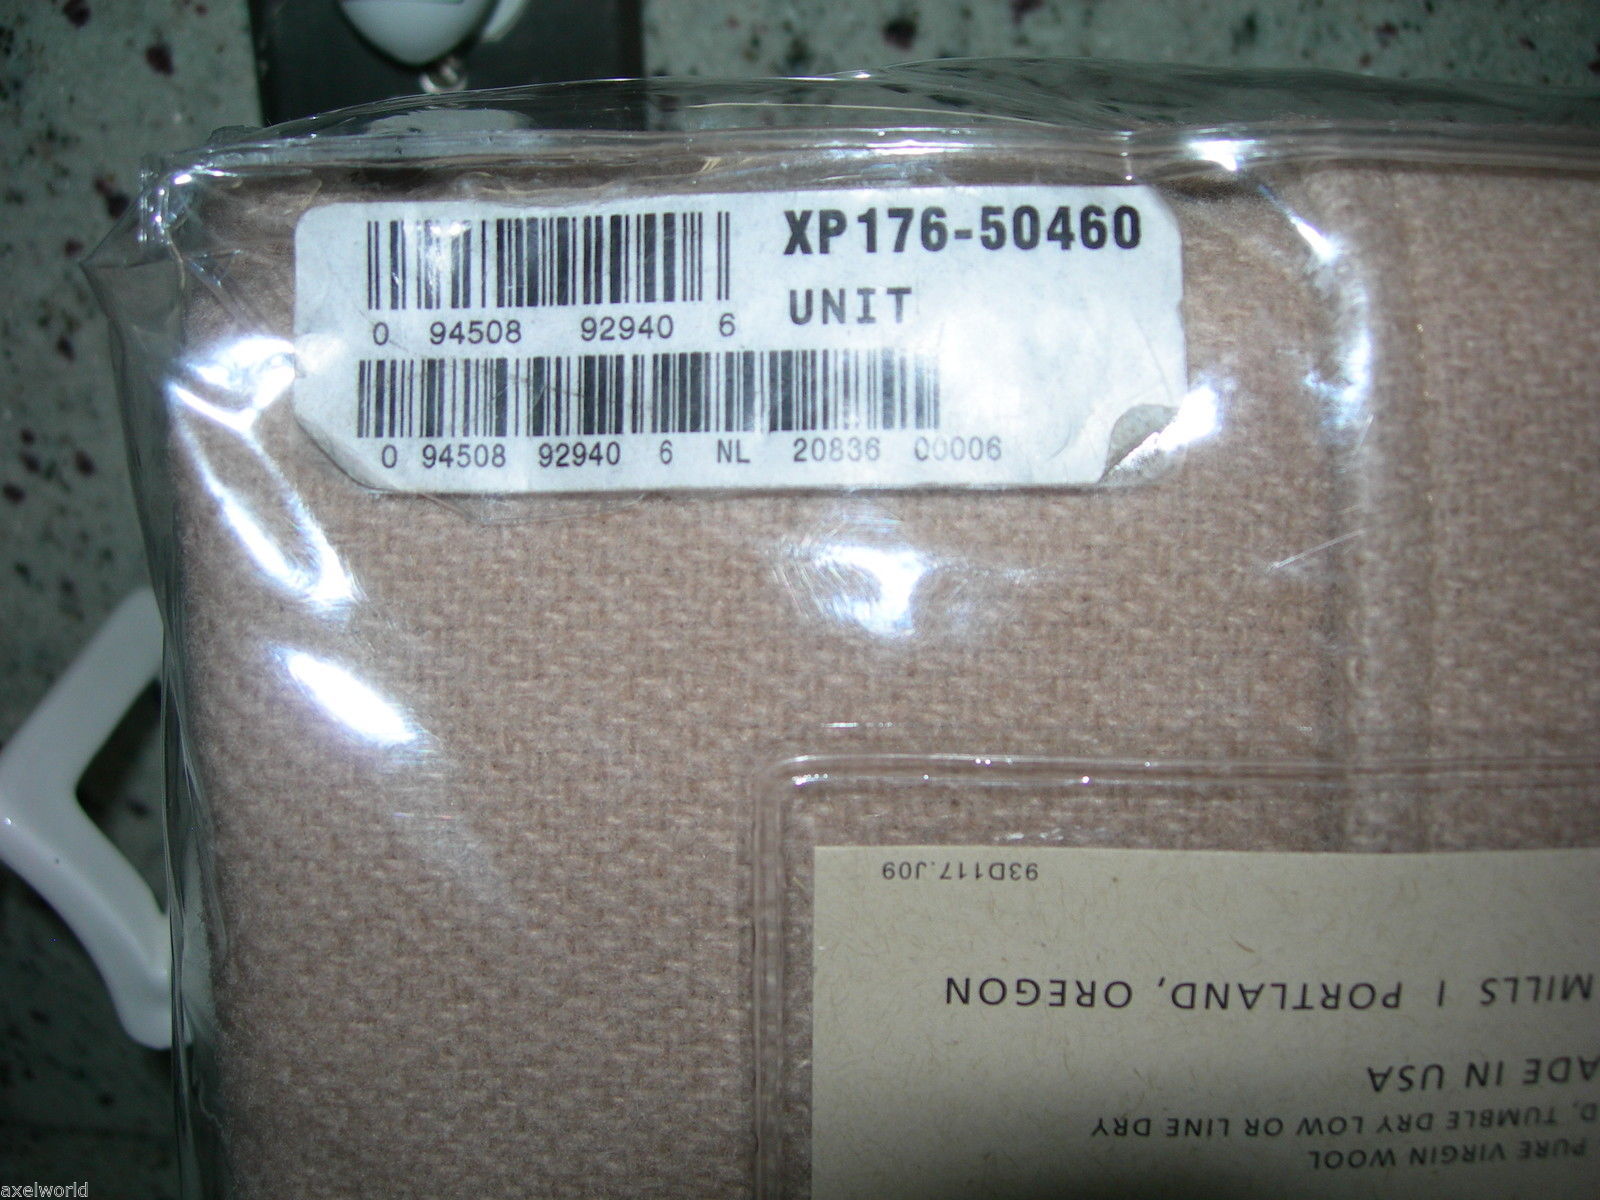 XP176-50460
UNIT
0 94508 92940 6
0 94508 92940 6 NL 20836 00006
93D117.J09
MILLS | PORTLAND, OREGON
ADE IN USA
D, TUMBLE DRY LOW OR LINE DRY
PURE VIRGIN WOOL
axelworld